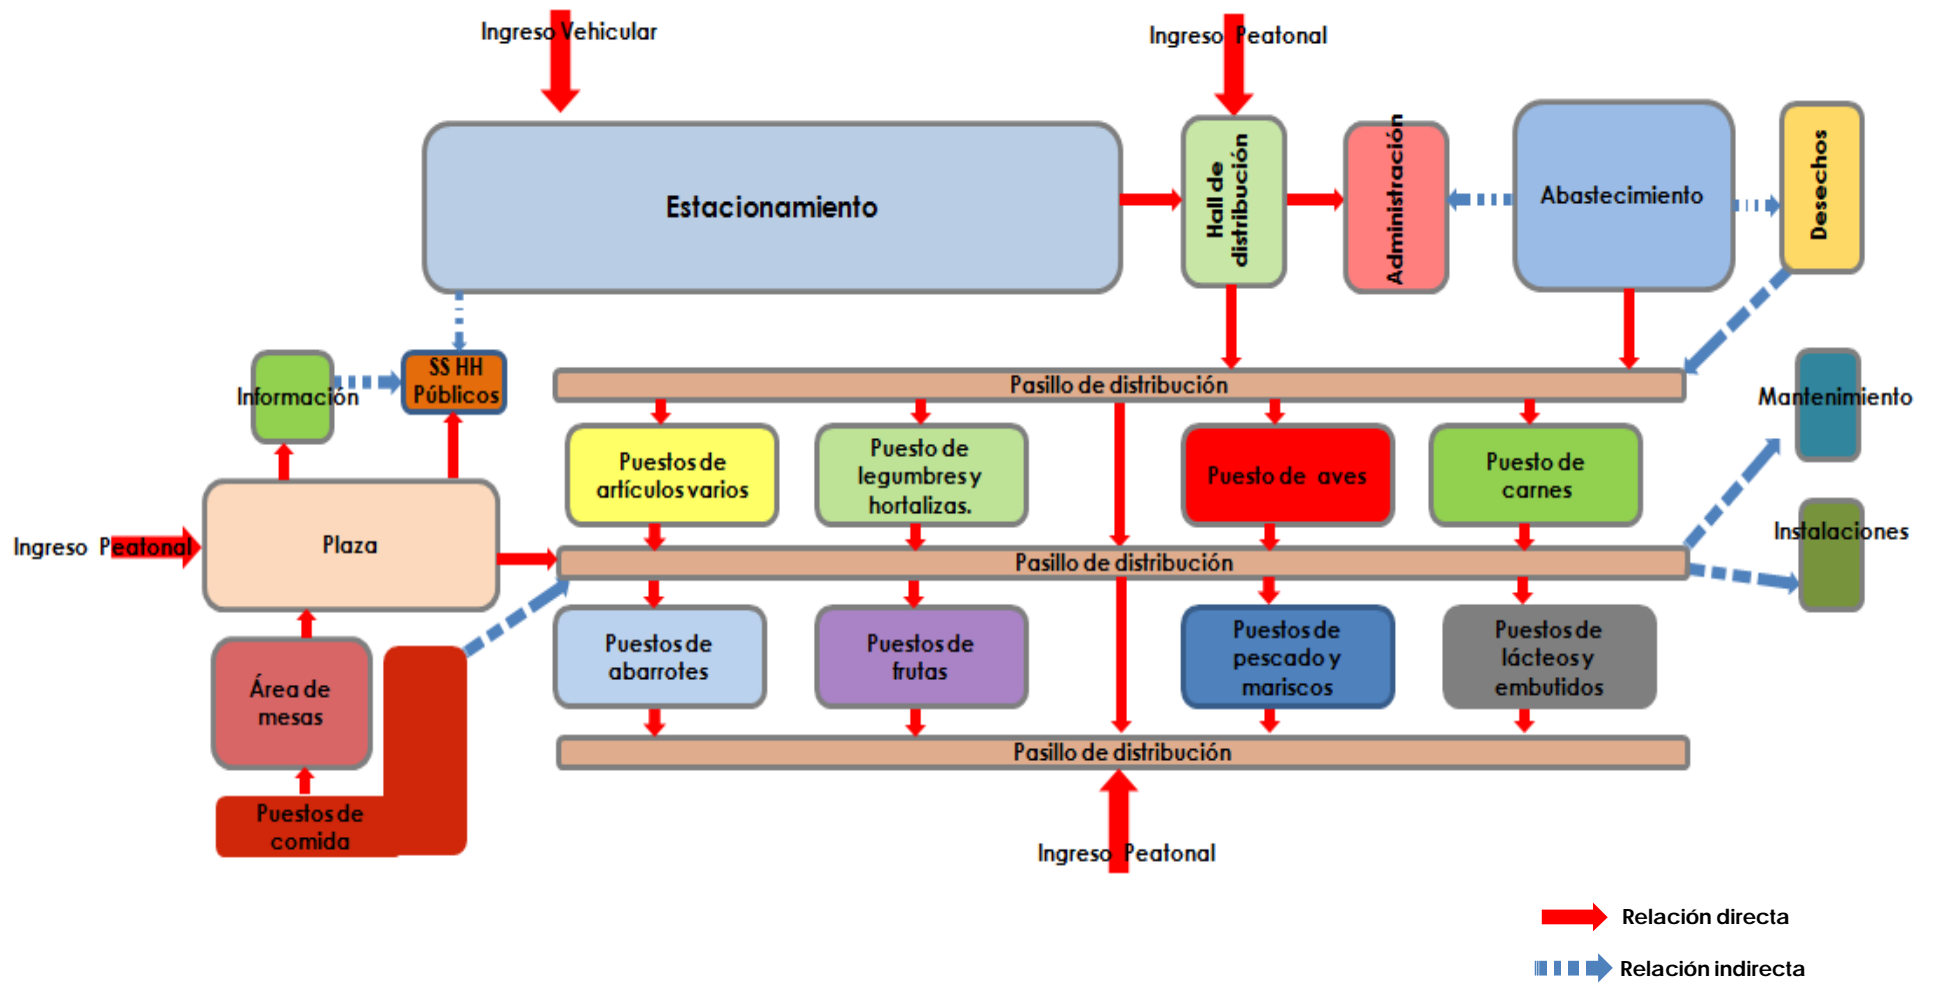 Ingreso Vehicular
Ingreso Peatonal
Estacionamiento
Hall de
distribución
Administración
Abastecimiento
Desechos
Información
SS HH
Públicos
Pasillo de distribución
Mantenimiento
Puestos de
artículos varios
Puesto de
legumbres y
hortalizas.
Puesto de aves
Puesto de
carnes
Ingreso Peatonal
Plaza
Pasillo de distribución
Instalaciones
Puestos de
abarrotes
Puestos de
frutas
Puestos de
pescado y
mariscos
Puestos de
lácteos y
embutidos
Área de
mesas
Pasillo de distribución
Puestos de
comida
Ingreso Peatonal
Relación directa
Relación indirecta